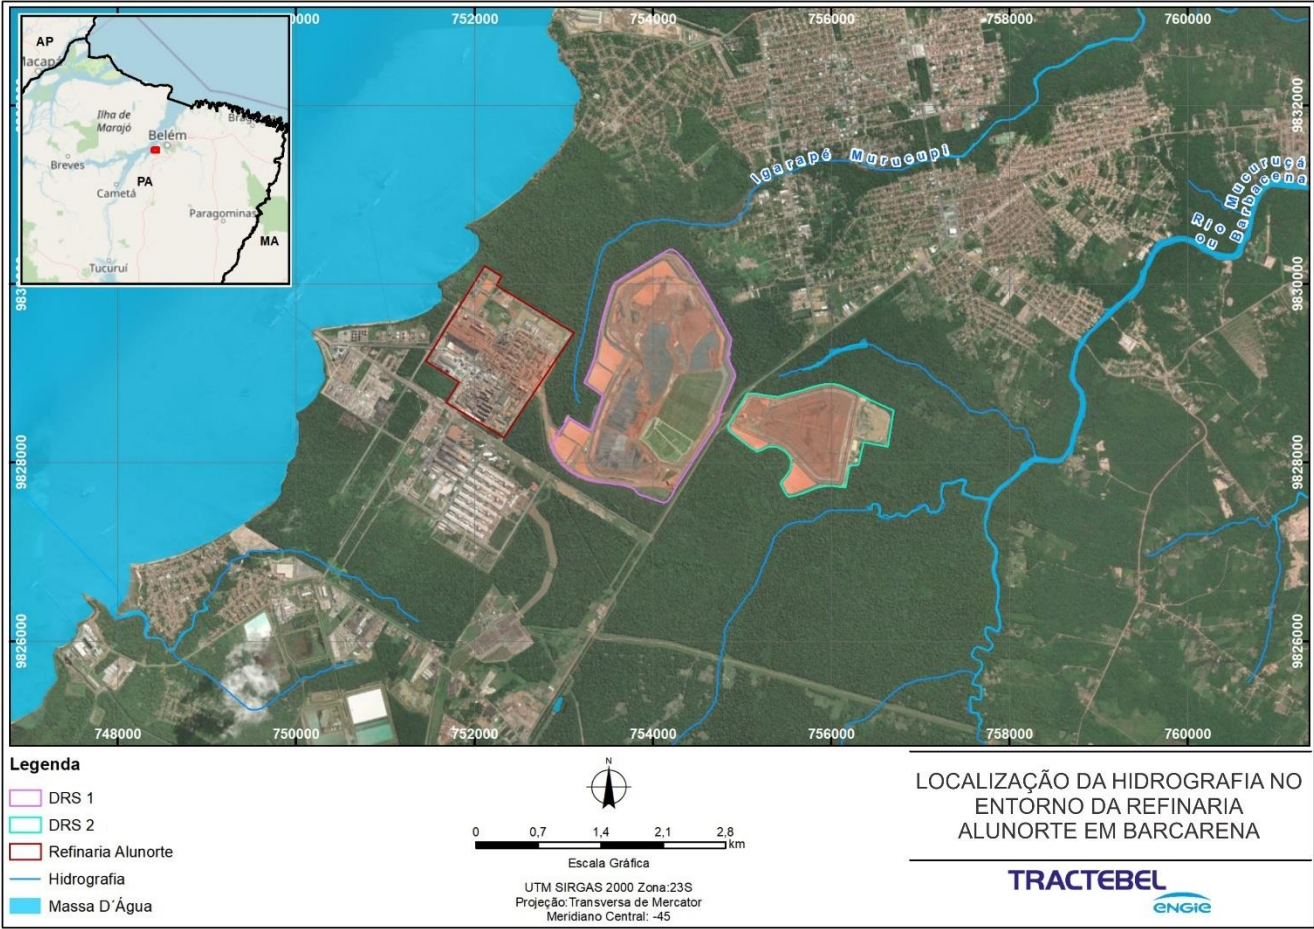 752000
754000
756000
758000
760000
AP
Macapá
Ilha de
Marajó
Belém
Breves
PA
Cametá
Paragominas
MA
Tucuruí
9832000
9830000
9828000
9828000
9826000
9826000
Igarapé Murucupi
Rio Mucuruçá
ou Barbacena
748000
750000
752000
754000
756000
758000
760000
Legenda
DRS 1
DRS 2
Refinaria Alunorte
Hidrografia
Massa D´Água
N
0 0,7 1,4 2,1 2,8
km
Escala Gráfica
UTM SIRGAS 2000 Zona:23S
Projeção:Transversa de Mercator
Meridiano Central: -45
LOCALIZAÇÃO DA HIDROGRAFIA NO
ENTORNO DA REFINARIA
ALUNORTE EM BARCARENA
TRACTEBEL
ENGIE